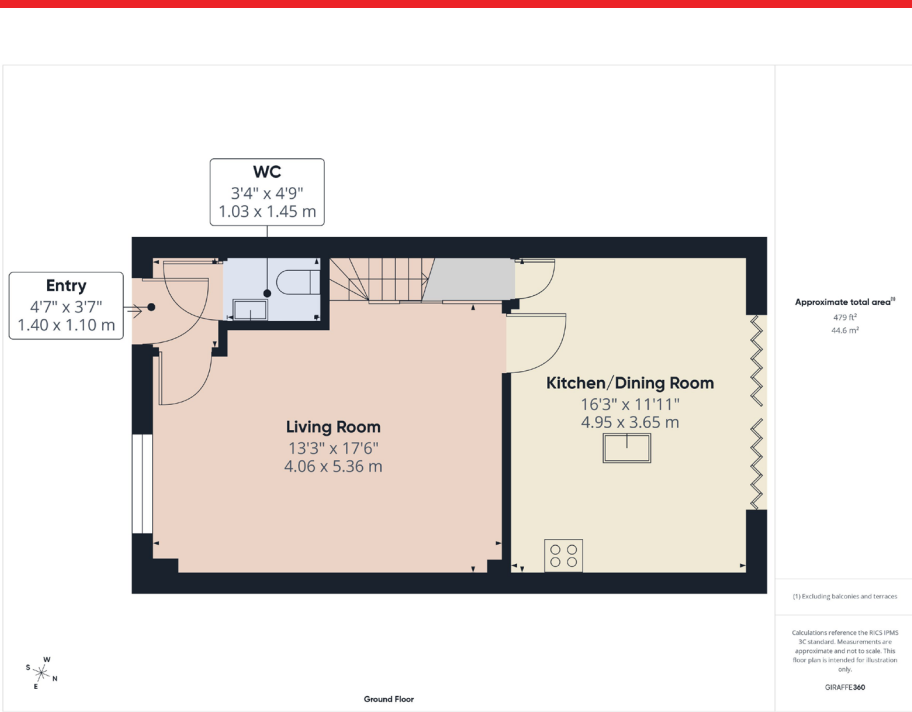 WC
3'4" x 4'9"
1.03 x 1.45 m
Entry
4'7" x 3'7"
1.40 x 1.10 m
Living Room
13'3" x 17'6"
4.06 x 5.36 m
Kitchen/Dining Room
16'3" x 11'11"
4.95 x 3.65 m
Approximate total area⁽¹⁾
479 ft²
44.6 m²
(1) Excluding balconies and terraces
Calculations reference the RICS IPMS
3C standard. Measurements are
approximate and not to scale. This
floor plan is intended for illustration
only.
GIRAFFE360
W
S
N
E
Ground Floor